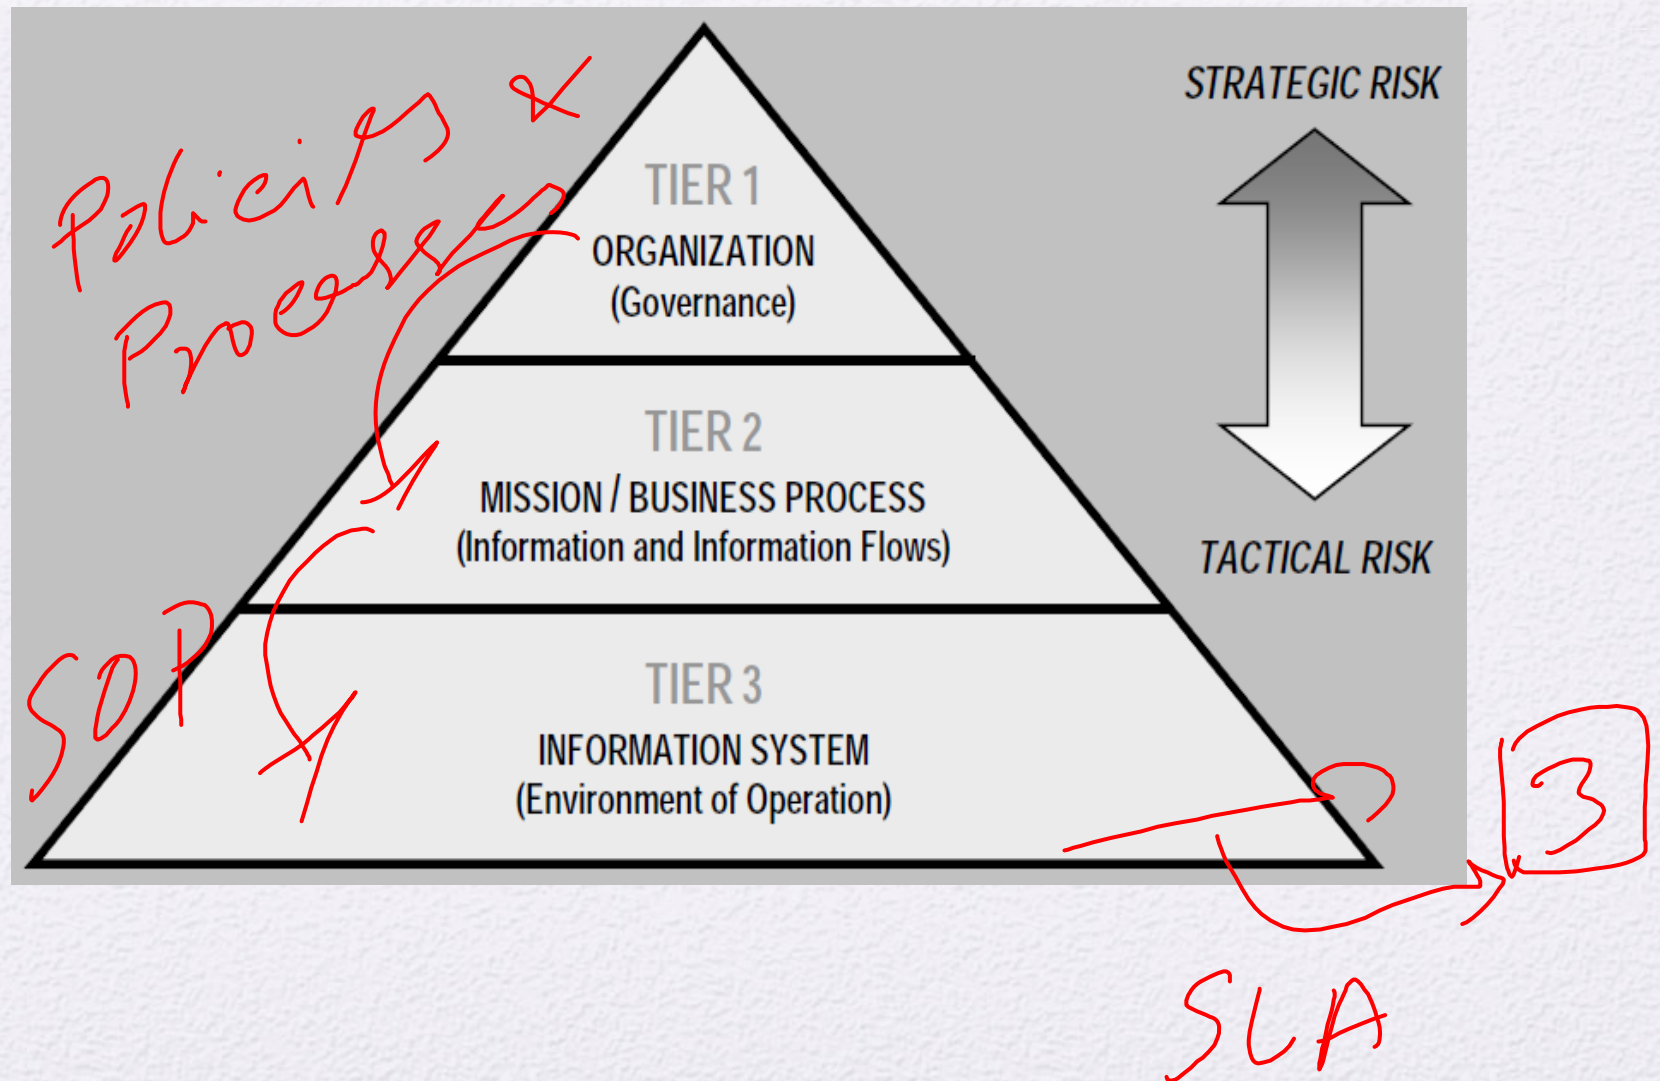 Policies &
Processes
SOP
TIER 1
ORGANIZATION
(Governance)
TIER 2
MISSION / BUSINESS PROCESS
(Information and Information Flows)
TIER 3
INFORMATION SYSTEM
(Environment of Operation)
STRATEGIC RISK
TACTICAL RISK
3
SLA